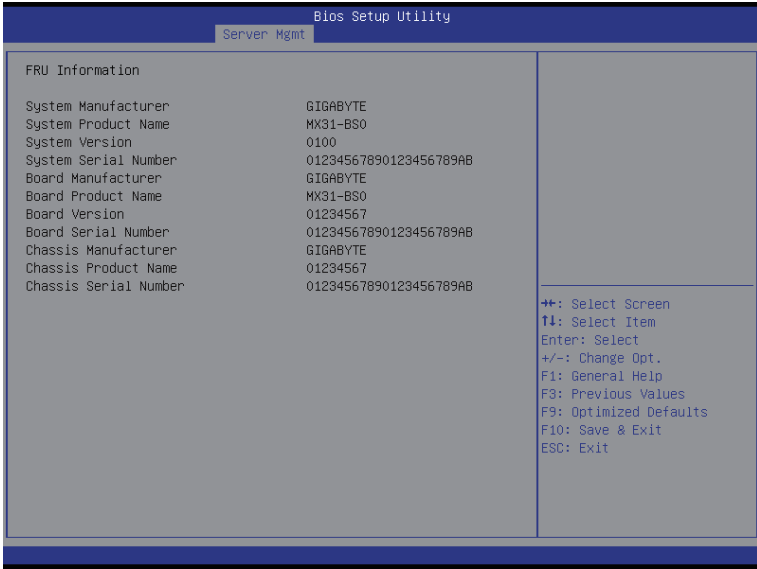 Bios Setup Utility
Server Mgmt
FRU Information
System Manufacturer GIGABYTE
System Product Name MX31-BS0
System Version 0100
System Serial Number 01234567890123456789AB
Board Manufacturer GIGABYTE
Board Product Name MX31-BS0
Board Version 01234567
Board Serial Number 01234567890123456789AB
Chassis Manufacturer GIGABYTE
Chassis Product Name 01234567
Chassis Serial Number 01234567890123456789AB
→←: Select Screen
↑↓: Select Item
Enter: Select
+/-: Change Opt.
F1: General Help
F3: Previous Values
F9: Optimized Defaults
F10: Save & Exit
ESC: Exit